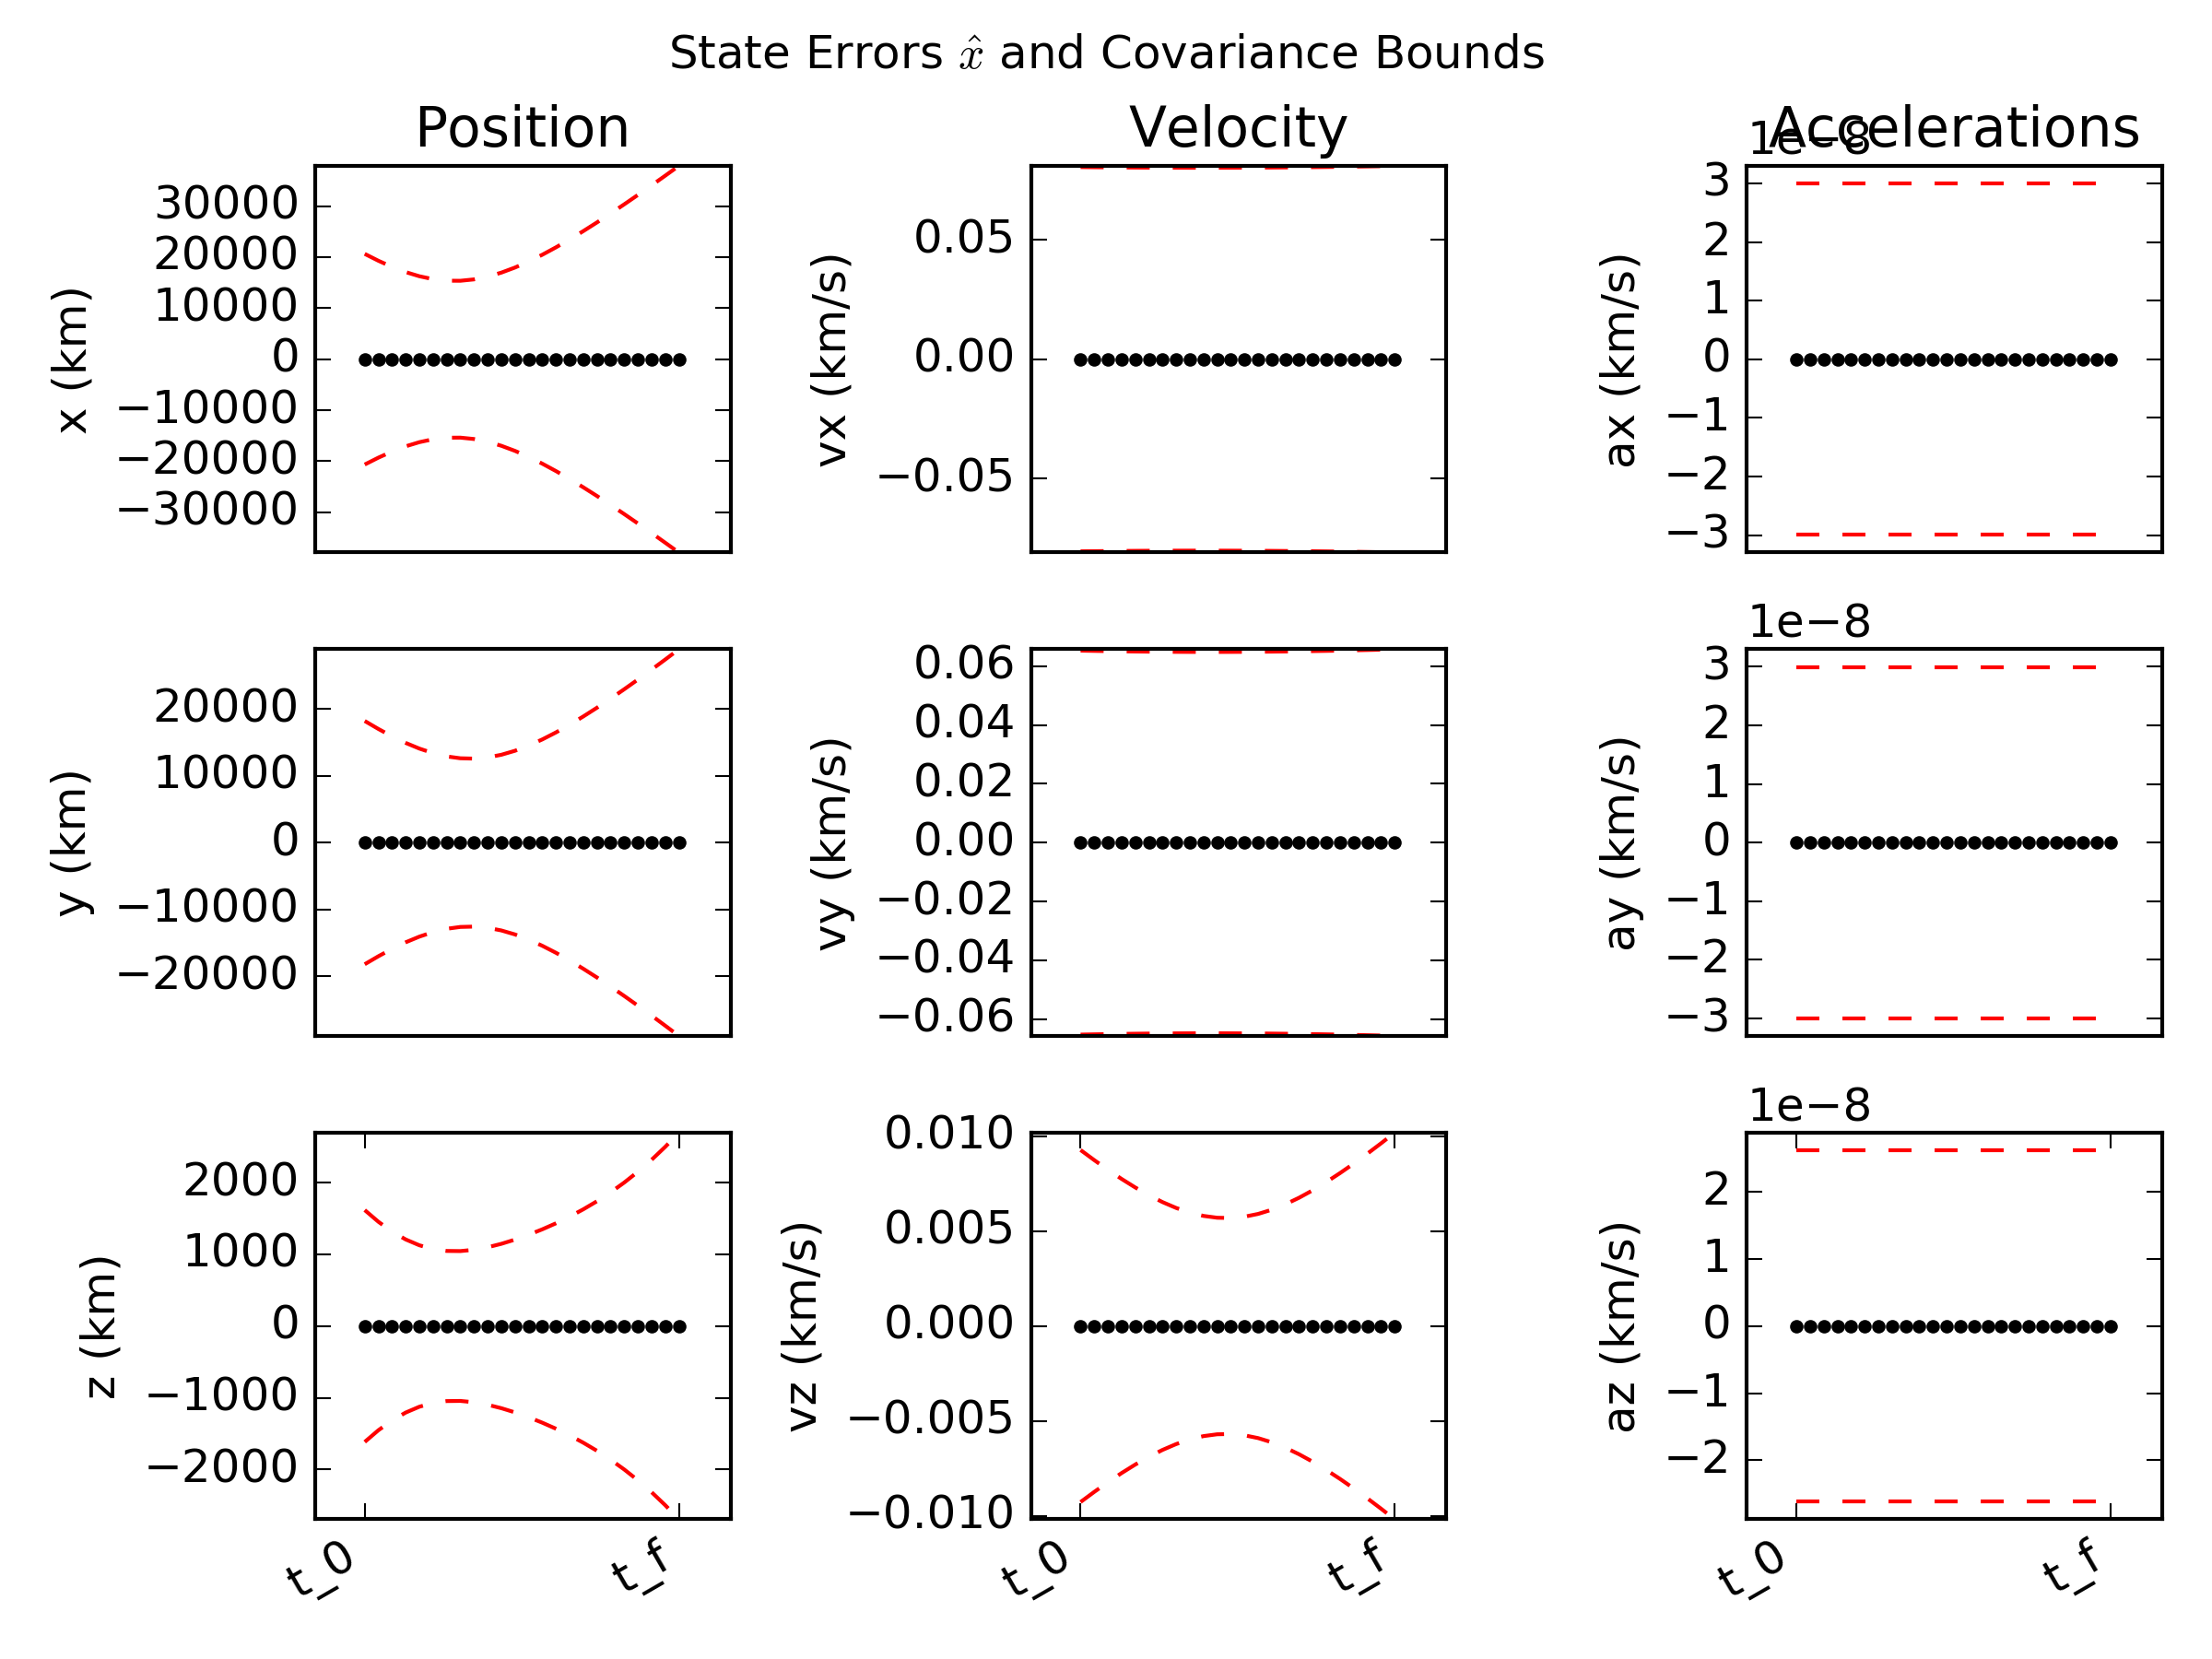 State Errors x̂ and Covariance Bounds
Position
Velocity
Accelerations
x (km)
30000
20000
10000
0
−10000
−20000
−30000
vx (km/s)
0.05
0.00
−0.05
1e−8
ax (km/s)
3
2
1
0
−1
−2
−3
y (km)
20000
10000
0
−10000
−20000
vy (km/s)
0.06
0.04
0.02
0.00
−0.02
−0.04
−0.06
1e−8
ay (km/s)
3
2
1
0
−1
−2
−3
z (km)
2000
1000
0
−1000
−2000
t_0
t_f
vz (km/s)
0.010
0.005
0.000
−0.005
−0.010
t_0
t_f
1e−8
az (km/s)
2
1
0
−1
−2
t_0
t_f